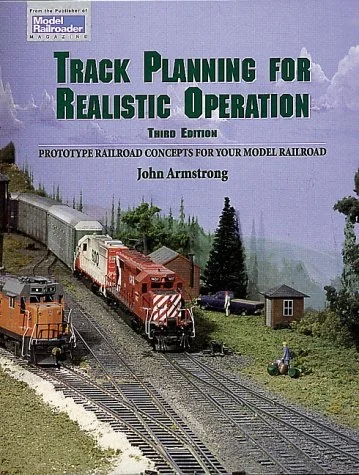 From the Publisher of
Model
Railroader
MAGAZINE
TRACK PLANNING FOR
REALISTIC OPERATION
THIRD EDITION
PROTOTYPE RAILROAD CONCEPTS FOR YOUR MODEL RAILROAD
John Armstrong
SOO